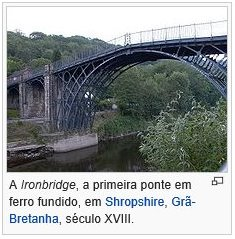 A Ironbridge, a primeira ponte em
ferro fundido, em Shropshire, Grã-
Bretanha, século XVIII.